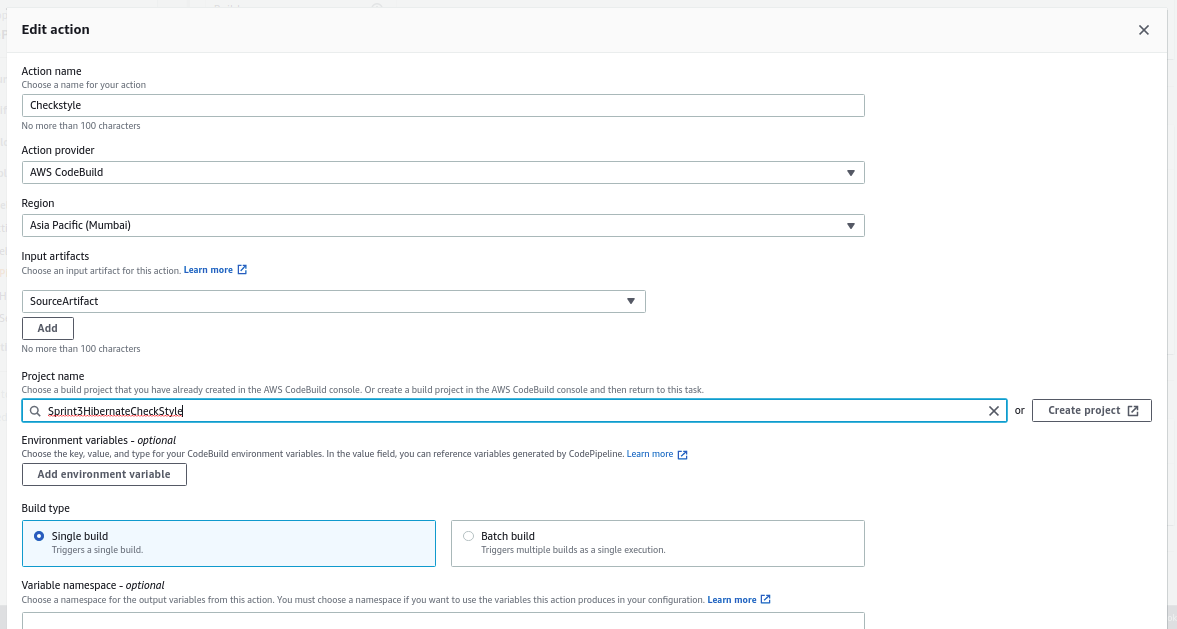 Edit action
Action name
Choose a name for your action
Checkstyle
No more than 100 characters
Action provider
AWS CodeBuild
Region
Asia Pacific (Mumbai)
Input artifacts
Choose an input artifact for this action. Learn more
SourceArtifact
Add
No more than 100 characters
Project name
Choose a build project that you have already created in the AWS CodeBuild console. Or create a build project in the AWS CodeBuild console and then return to this task.
Sprint3HibernateCheckStyle or Create project
Environment variables - optional
Choose the key, value, and type for your CodeBuild environment variables. In the value field, you can reference variables generated by CodePipeline. Learn more
Add environment variable
Build type
Single build
Triggers a single build.
Batch build
Triggers multiple builds as a single execution.
Variable namespace - optional
Choose a namespace for the output variables from this action. You must choose a namespace if you want to use the variables this action produces in your configuration. Learn more